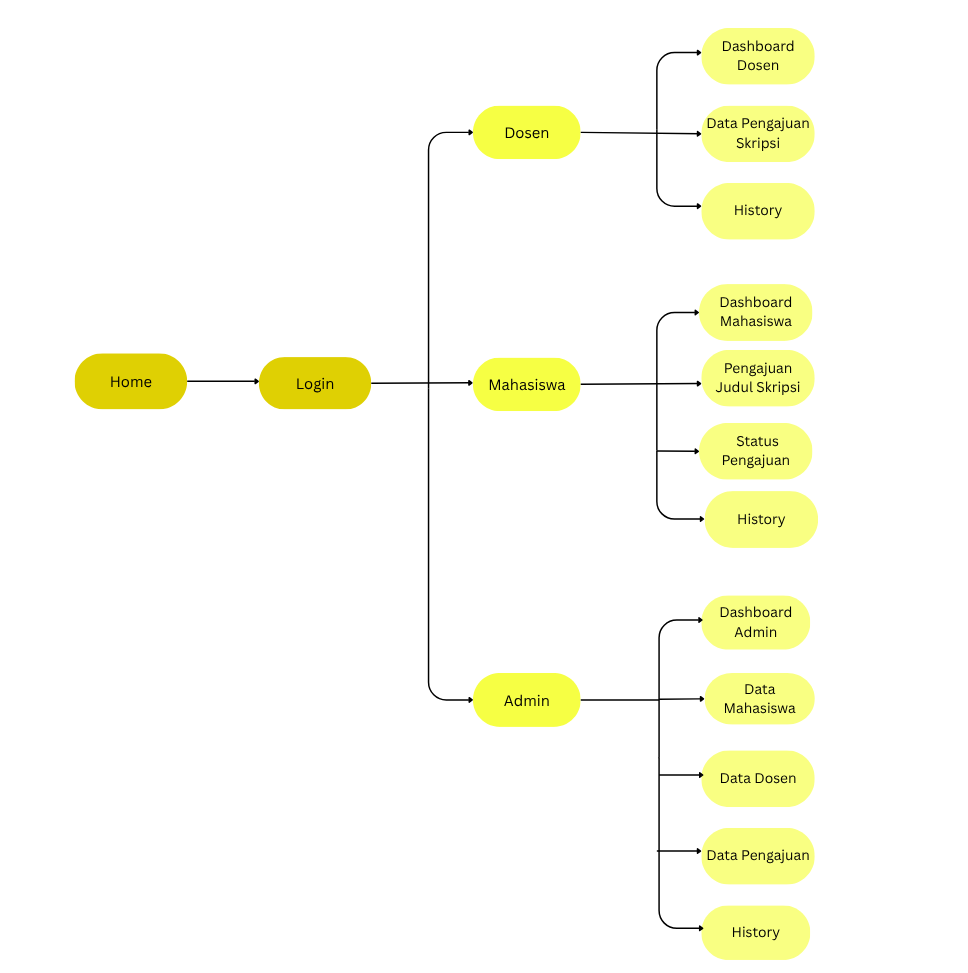 Home
Login
Dosen
Dashboard
Dosen
Data Pengajuan
Skripsi
History
Mahasiswa
Dashboard
Mahasiswa
Pengajuan
Judul Skripsi
Status
Pengajuan
History
Admin
Dashboard
Admin
Data
Mahasiswa
Data Dosen
Data Pengajuan
History